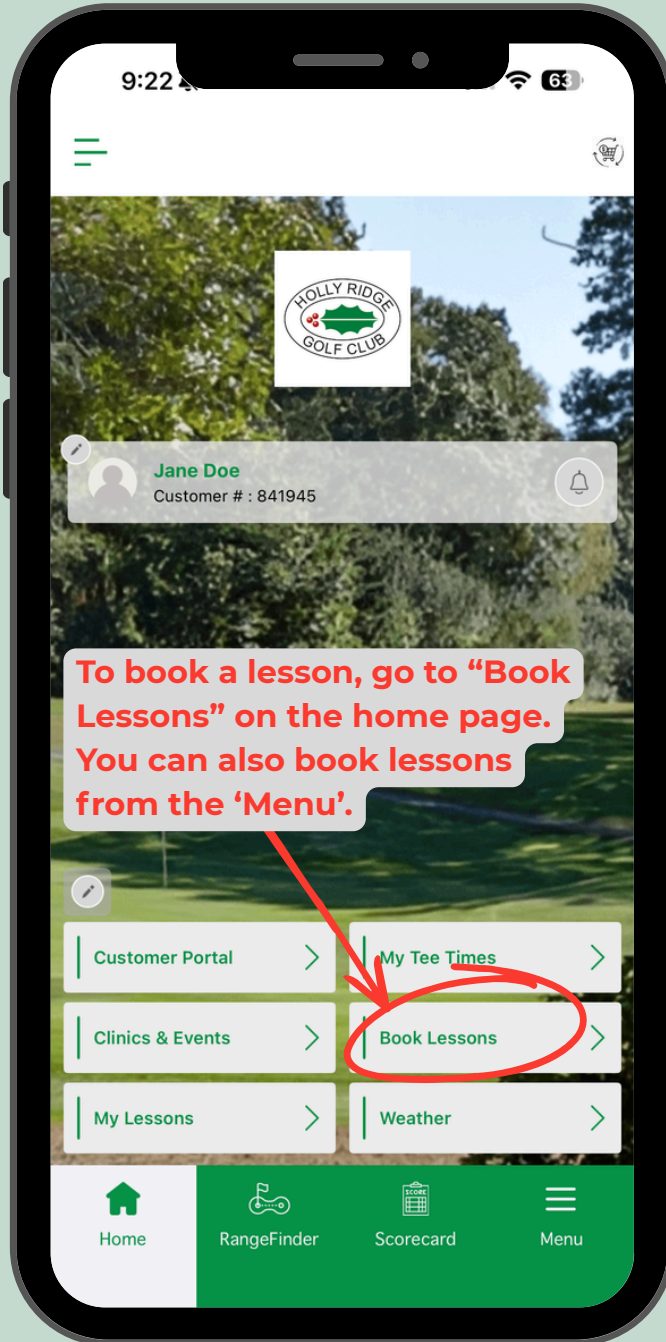 9:22
63
HOLLY RIDGE
GOLF CLUB
Jane Doe
Customer # : 841945
To book a lesson, go to “Book
Lessons” on the home page.
You can also book lessons
from the ‘Menu’.
Customer Portal
My Tee Times
Clinics & Events
Book Lessons
My Lessons
Weather
SCORE
Home
RangeFinder
Scorecard
Menu